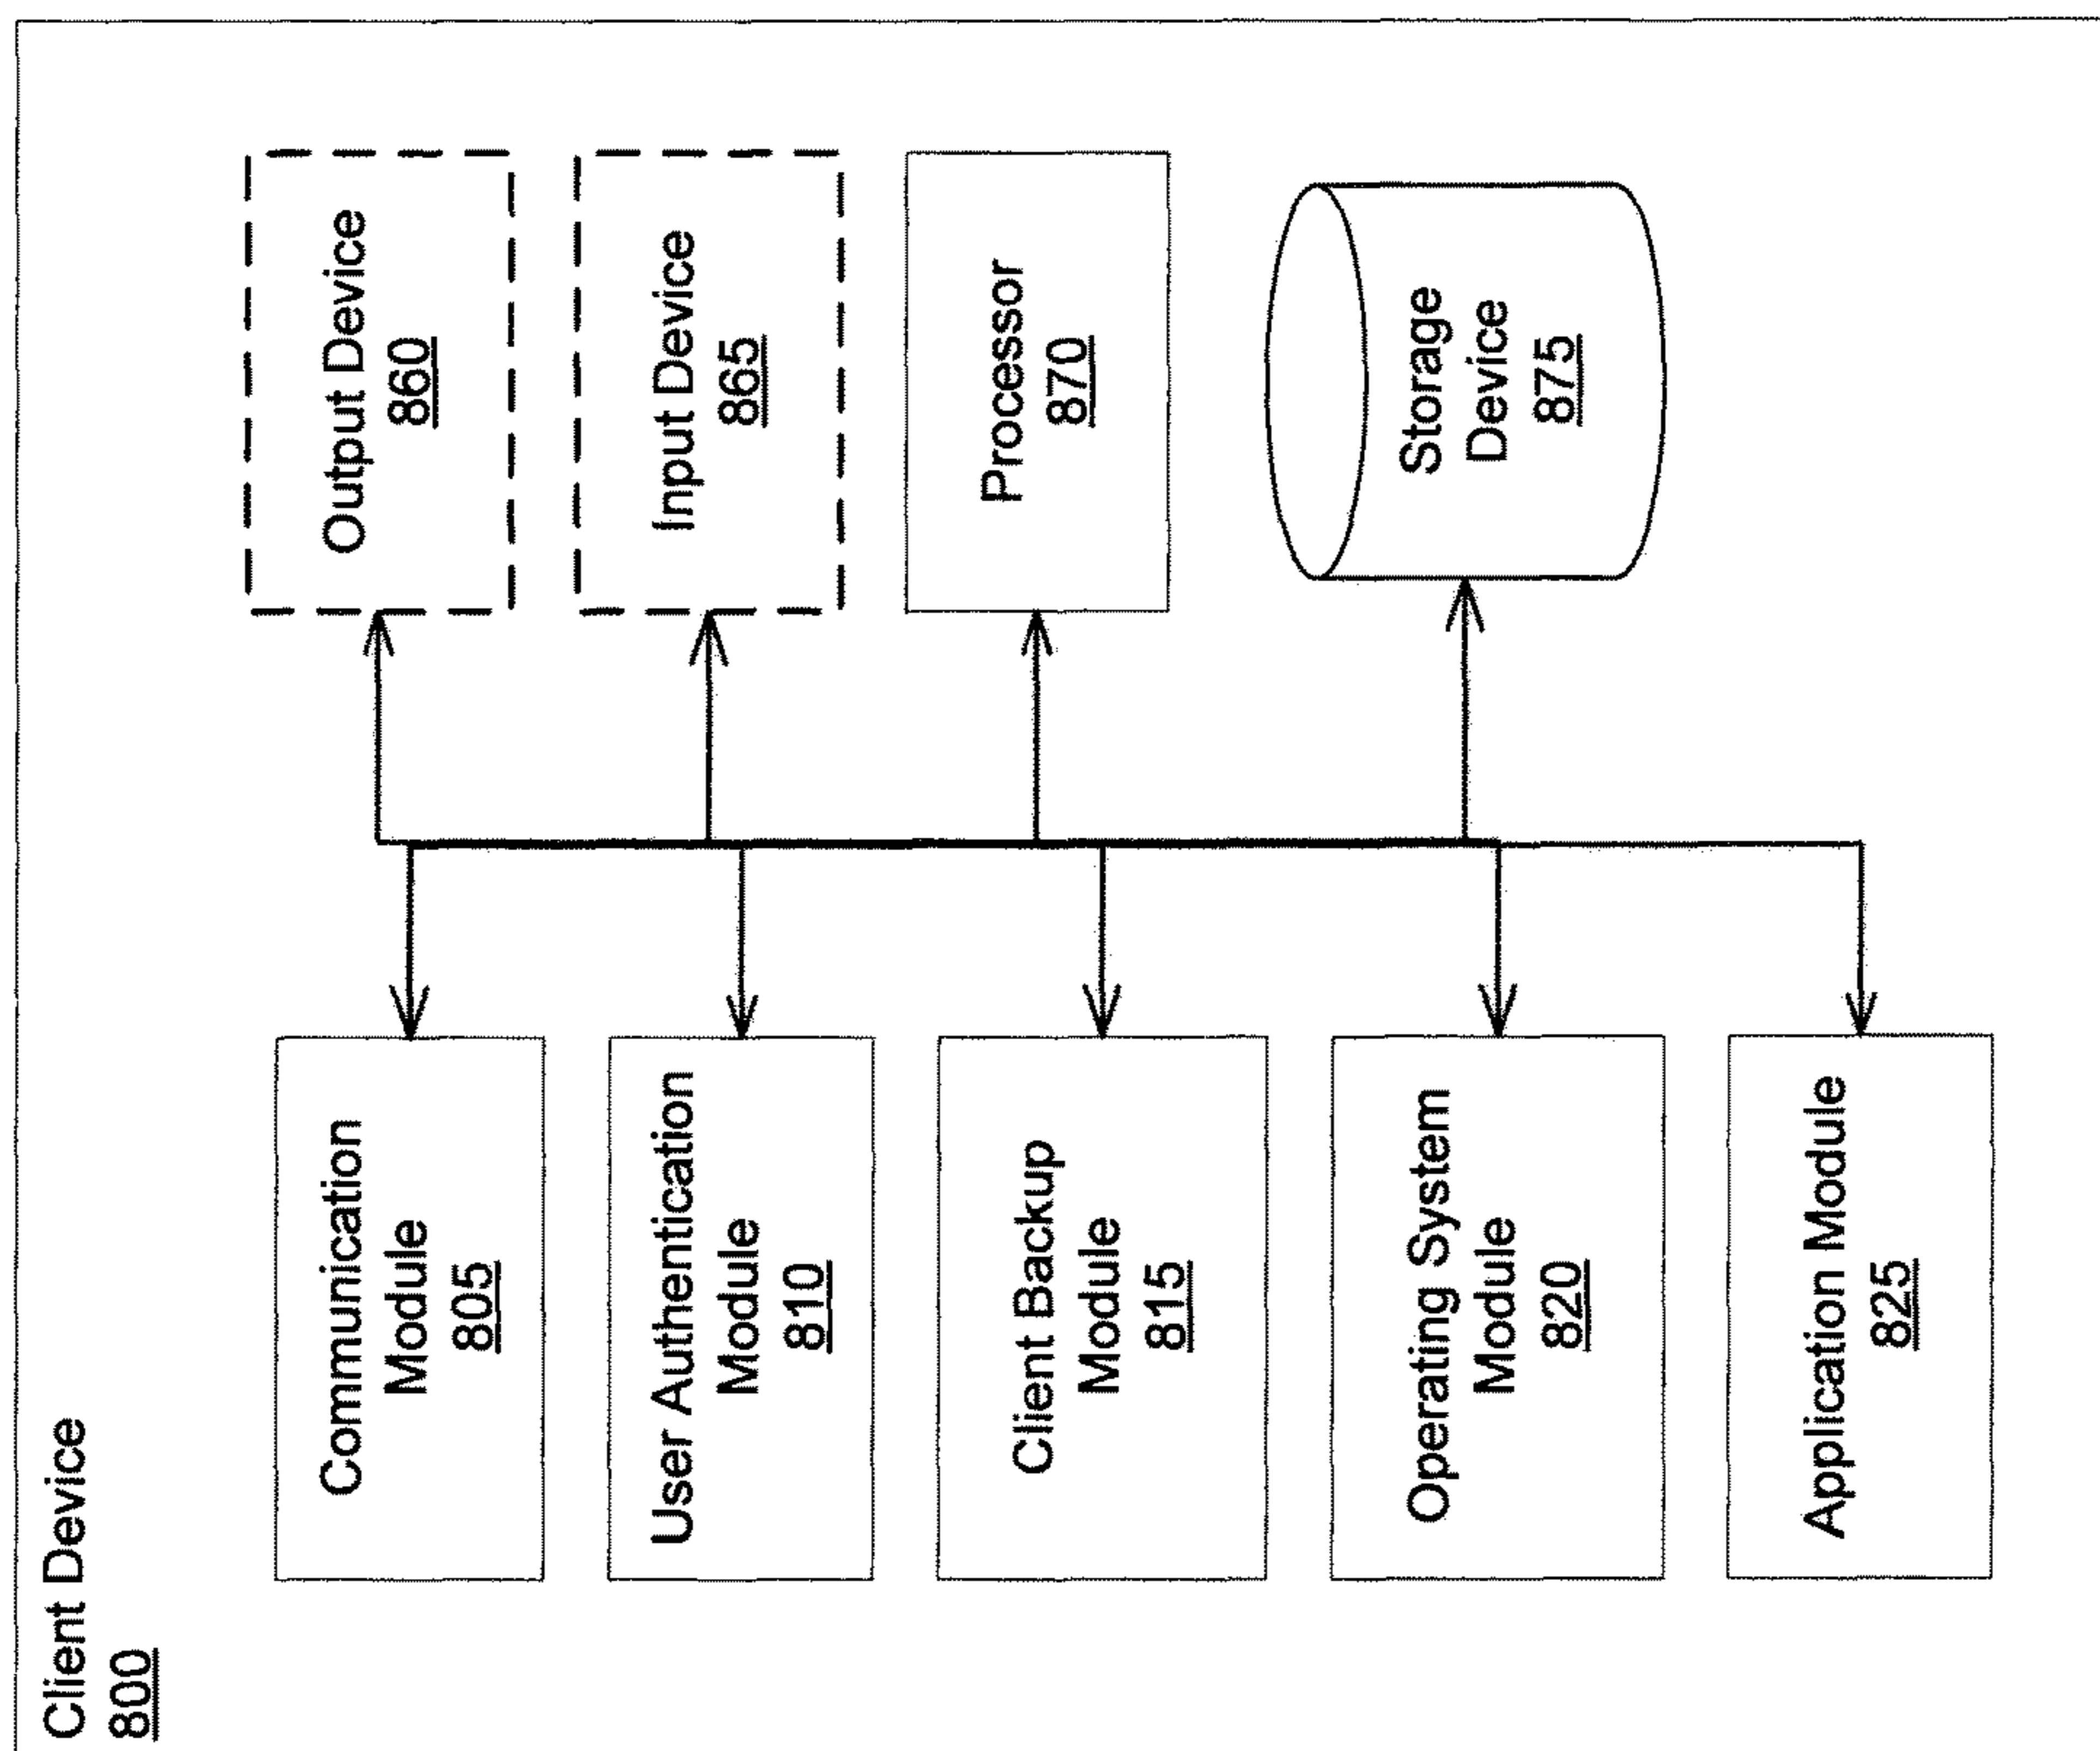 Client Device
800
Communication
Module
805
User Authentication
Module
810
Client Backup
Module
815
Operating System
Module
820
Application Module
825
Output Device
860
Input Device
865
Processor
870
Storage
Device
875